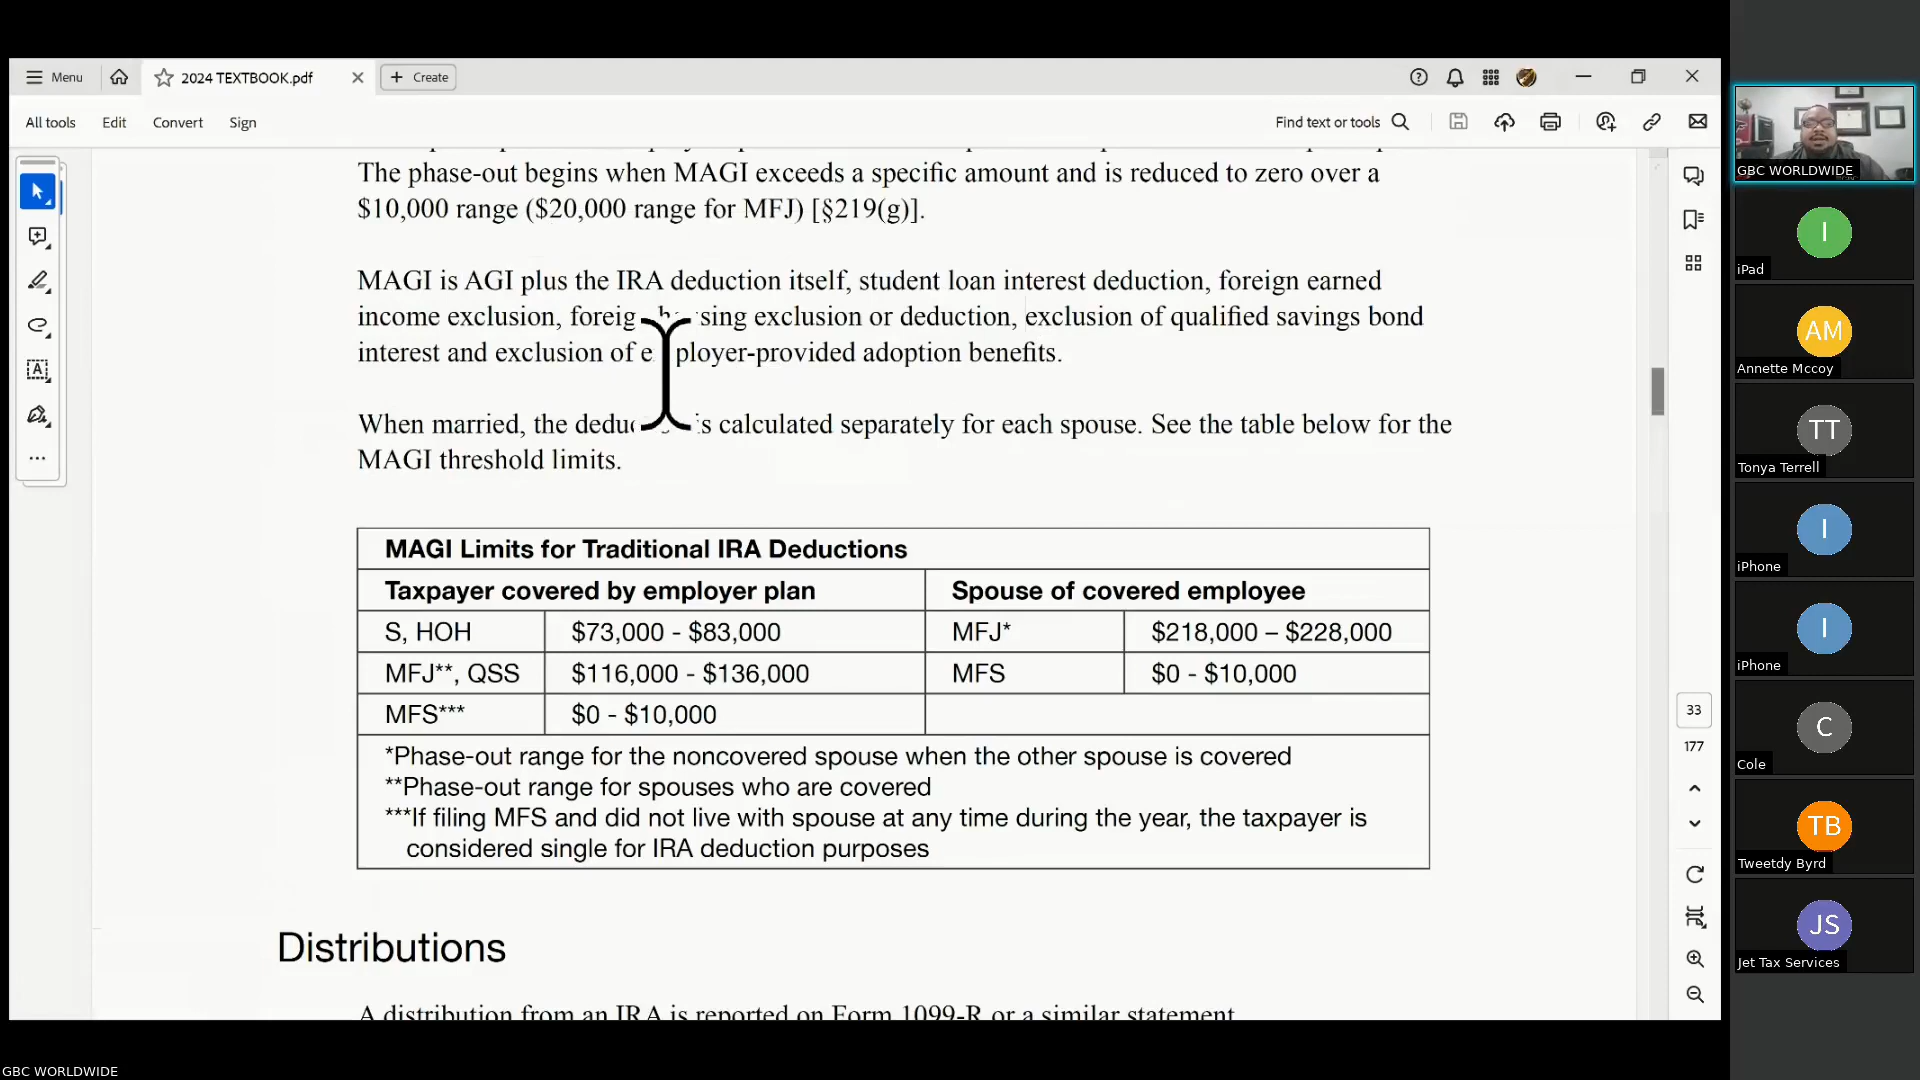 Menu
2024 TEXTBOOK.pdf
Create
All tools
Edit
Convert
Sign
Find text or tools
The phase-out begins when MAGI exceeds a specific amount and is reduced to zero over a
$10,000 range ($20,000 range for MFJ) [§219(g)].
MAGI is AGI plus the IRA deduction itself, student loan interest deduction, foreign earned
income exclusion, foreign housing exclusion or deduction, exclusion of qualified savings bond
interest and exclusion of employer-provided adoption benefits.
When married, the deduction is calculated separately for each spouse. See the table below for the
MAGI threshold limits.
MAGI Limits for Traditional IRA Deductions
Taxpayer covered by employer plan Spouse of covered employee
S, HOH $73,000 - $83,000 MFJ* $218,000 – $228,000
MFJ**, QSS $116,000 - $136,000 MFS $0 - $10,000
MFS*** $0 - $10,000
*Phase-out range for the noncovered spouse when the other spouse is covered
**Phase-out range for spouses who are covered
***If filing MFS and did not live with spouse at any time during the year, the taxpayer is
considered single for IRA deduction purposes
Distributions
A distribution from an IRA is reported on Form 1099-R or a similar statement
33
177
GBC WORLDWIDE
I
iPad
AM
Annette Mccoy
TT
Tonya Terrell
I
iPhone
I
iPhone
C
Cole
TB
Tweetdy Byrd
JS
Jet Tax Services
GBC WORLDWIDE